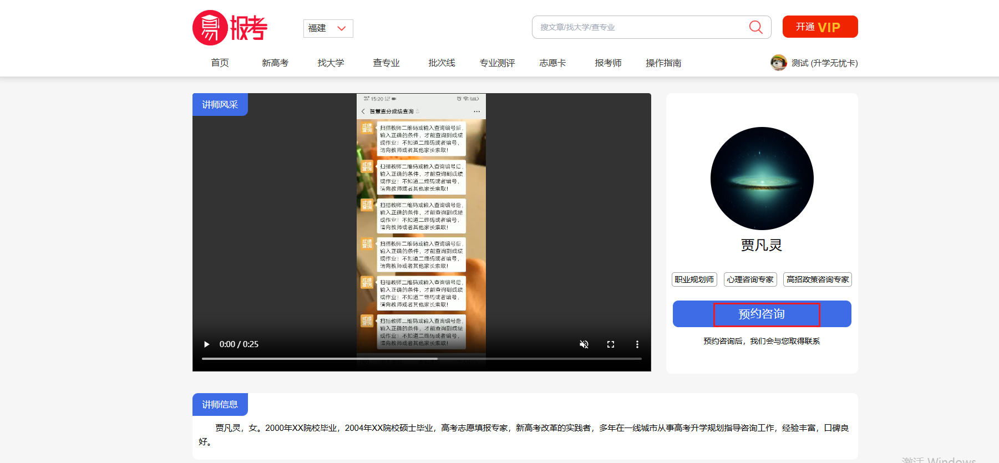 易 报考
福建
搜文章/找大学/查专业
开通 VIP
首页 新高考 找大学 查专业 批次线 专业测评 志愿卡 报考师 操作指南
测试 (升学无忧卡)
讲师风采
15:20
智慧查分成绩查询
成绩查询
扫描教师二维码或输入查询编号后,
输入正确的条件，才能查询到成绩
或作业！不知道二维码或者编号，
请向教师或者其他家长索取!
成绩查询
扫描教师二维码或输入查询编号后,
输入正确的条件，才能查询到成绩
或作业！不知道二维码或者编号，
请向教师或者其他家长索取!
成绩查询
扫描教师二维码或输入查询编号后,
输入正确的条件，才能查询到成绩
或作业！不知道二维码或者编号，
请向教师或者其他家长索取!
成绩查询
扫描教师二维码或输入查询编号后,
输入正确的条件，才能查询到成绩
或作业！不知道二维码或者编号，
请向教师或者其他家长索取!
成绩查询
扫描教师二维码或输入查询编号后,
输入正确的条件，才能查询到成绩
或作业！不知道二维码或者编号，
请向教师或者其他家长索取!
成绩查询
扫描教师二维码或输入查询编号后,
输入正确的条件，才能查询到成绩
或作业！不知道二维码或者编号，
请向教师或者其他家长索取!
0:00 / 0:25
贾凡灵
职业规划师 心理咨询专家 高招政策咨询专家
预约咨询
预约咨询后，我们会与您取得联系
讲师信息
贾凡灵，女。2000年XX院校毕业，2004年XX院校硕士毕业，高考志愿填报专家，新高考改革的实践者，多年在一线城市从事高考升学规划指导咨询工作，经验丰富，口碑良
好。
激活 Windows